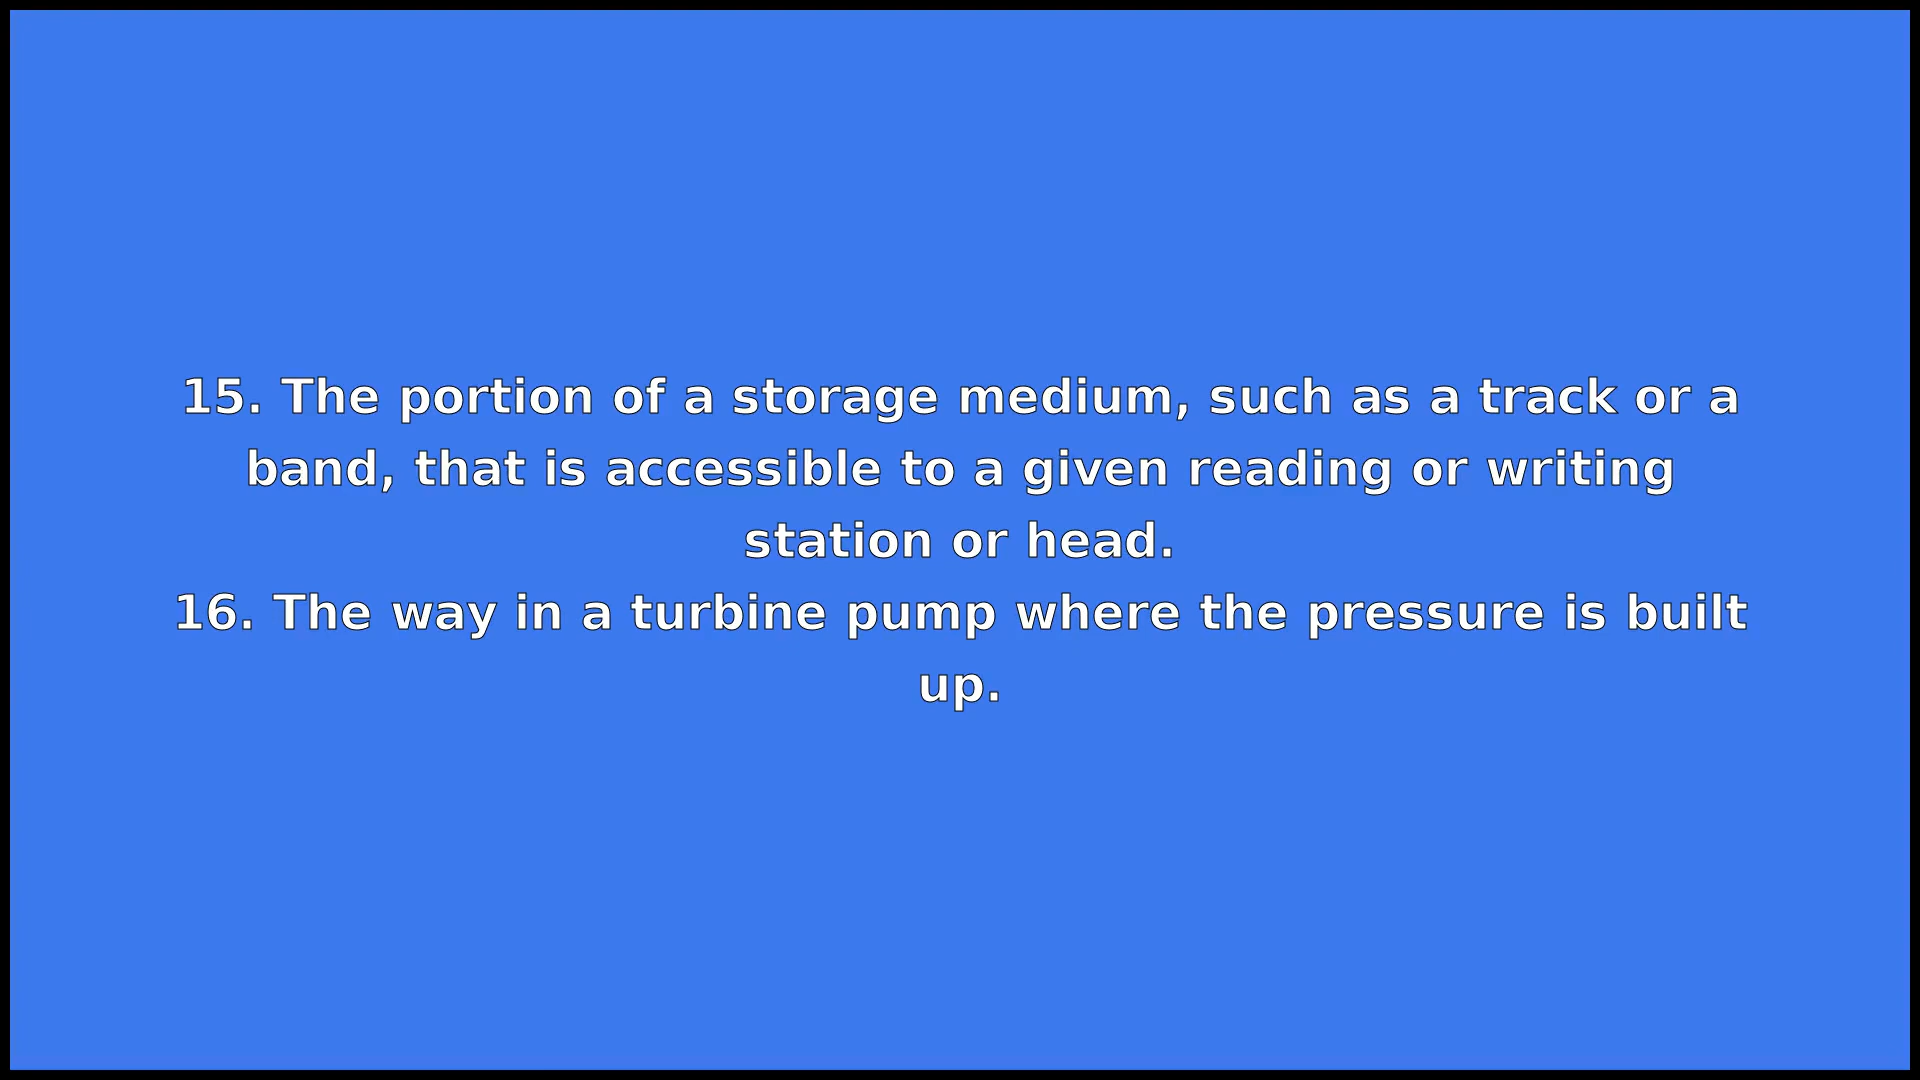 15. The portion of a storage medium, such as a track or a
band, that is accessible to a given reading or writing
station or head.
16. The way in a turbine pump where the pressure is built
up.